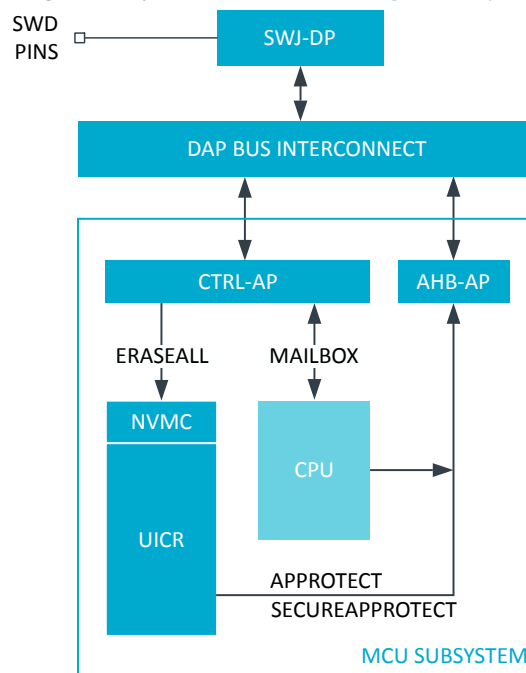 SWD
PINS
SWJ-DP
DAP BUS INTERCONNECT
CTRL-AP
AHB-AP
ERASEALL
MAILBOX
NVMC
CPU
UICR
APPROTECT
SECUREAPPROTECT
MCU SUBSYSTEM